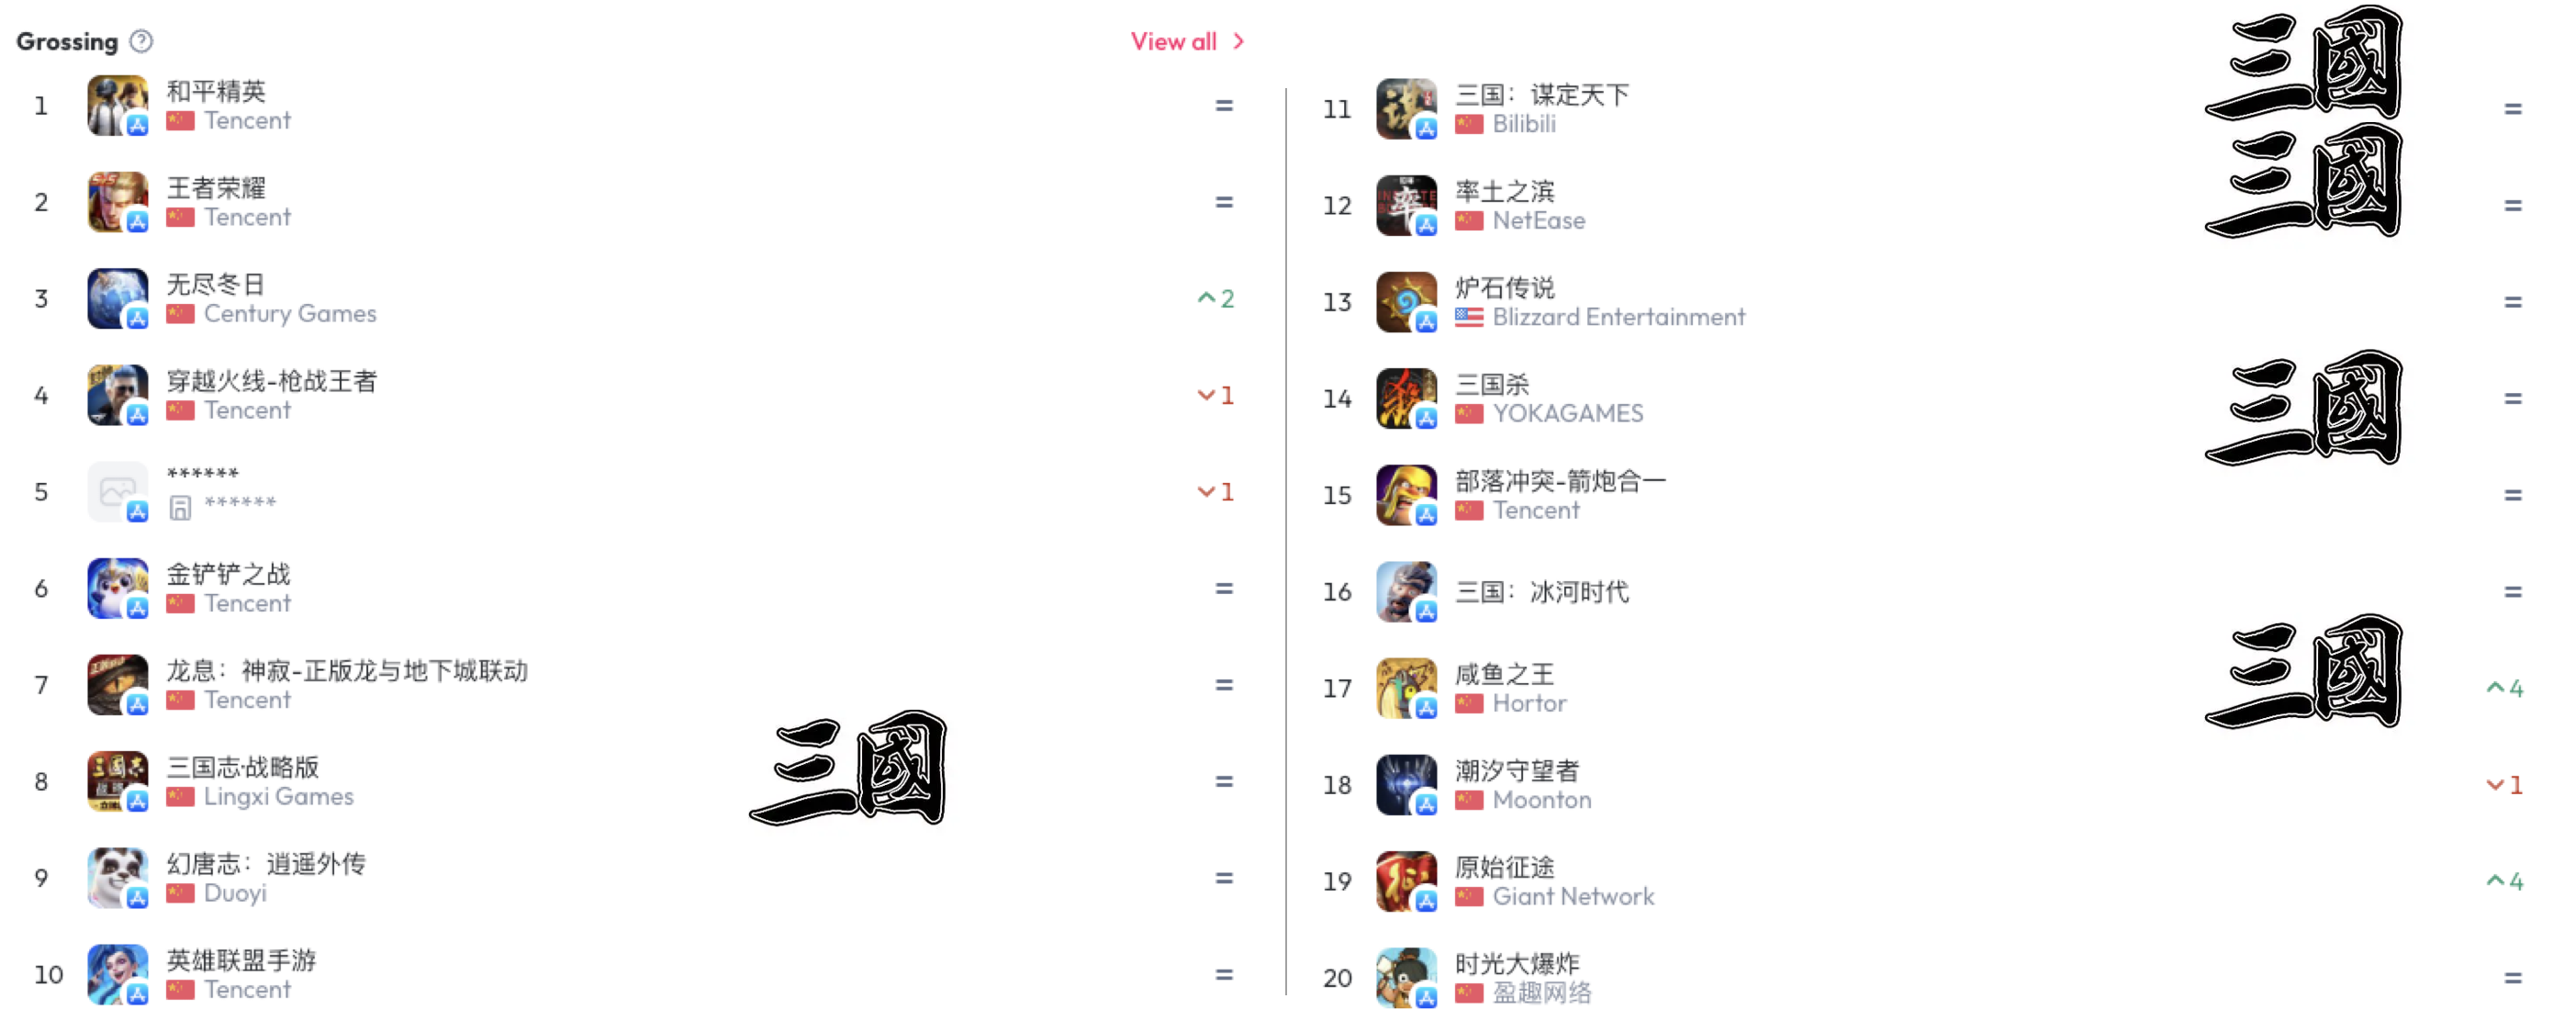 Grossing ?
View all >
1
和平精英
Tencent
=
2
王者荣耀
Tencent
=
3
无尽冬日
Century Games
2
4
穿越火线-枪战王者
Tencent
1
5
******
******
1
6
金铲铲之战
Tencent
=
7
龙息：神寂-正版龙与地下城联动
Tencent
=
8
三国志·战略版
Lingxi Games
三國
=
9
幻唐志：逍遥外传
Duoyi
=
10
英雄联盟手游
Tencent
=
三國
11
三国：谋定天下
Bilibili
=
三國
12
率土之滨
NetEase
=
13
炉石传说
Blizzard Entertainment
=
14
三国杀
YOKAGAMES
三國
=
15
部落冲突-箭炮合一
Tencent
=
16
三国：冰河时代
=
三國
17
咸鱼之王
Hortor
4
18
潮汐守望者
Moonton
1
19
原始征途
Giant Network
4
20
时光大爆炸
盈趣网络
=